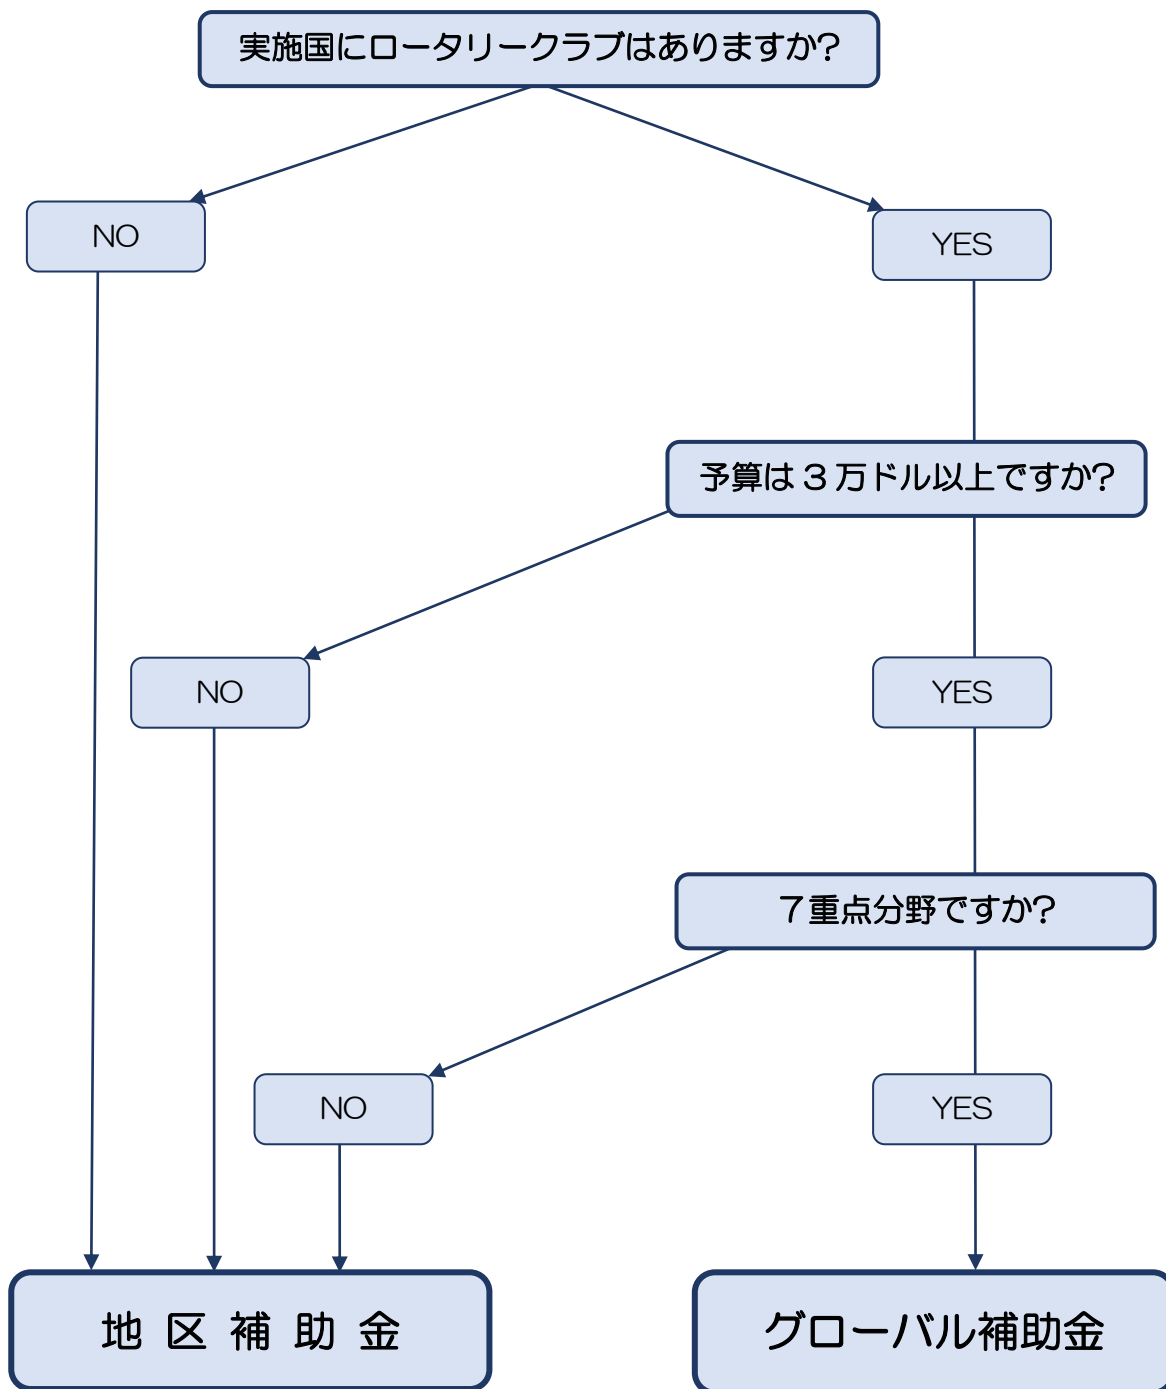 実施国にロータリークラブはありますか?
NO
YES
予算は3万ドル以上ですか?
NO
YES
7重点分野ですか?
NO
YES
地区補助金
グローバル補助金